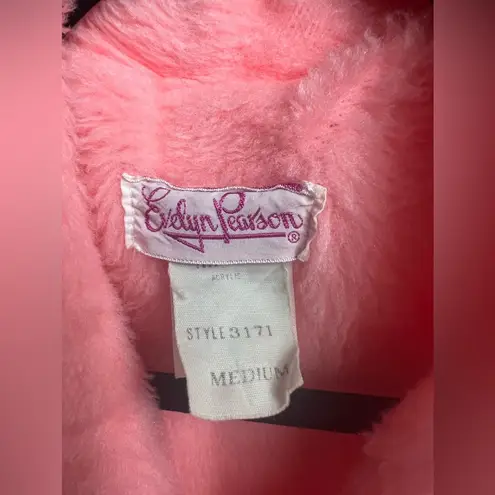 Evelyn Pearson ®
ACRYLIC
STYLE 3171
MEDIUM